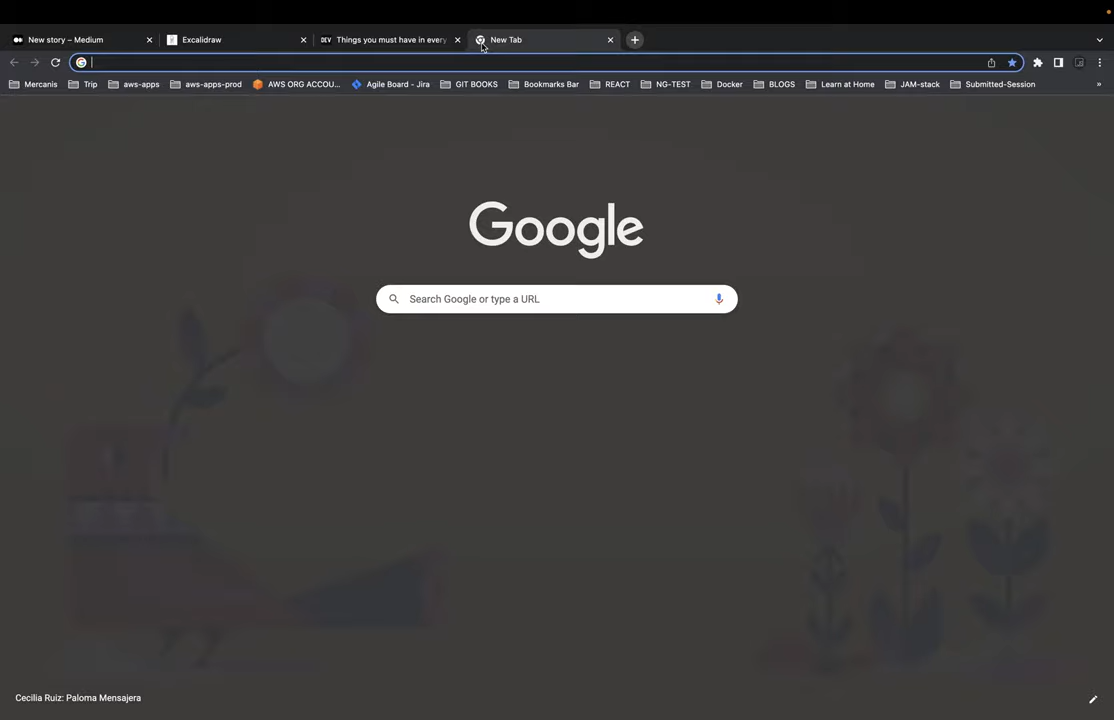 New story – Medium
Excalidraw
DEV Things you must have in every
New Tab
Mercanis Trip aws-apps aws-apps-prod AWS ORG ACCOU... Agile Board - Jira GIT BOOKS Bookmarks Bar REACT NG-TEST Docker BLOGS Learn at Home JAM-stack Submitted-Session »
Google
Search Google or type a URL
Cecilia Ruiz: Paloma Mensajera